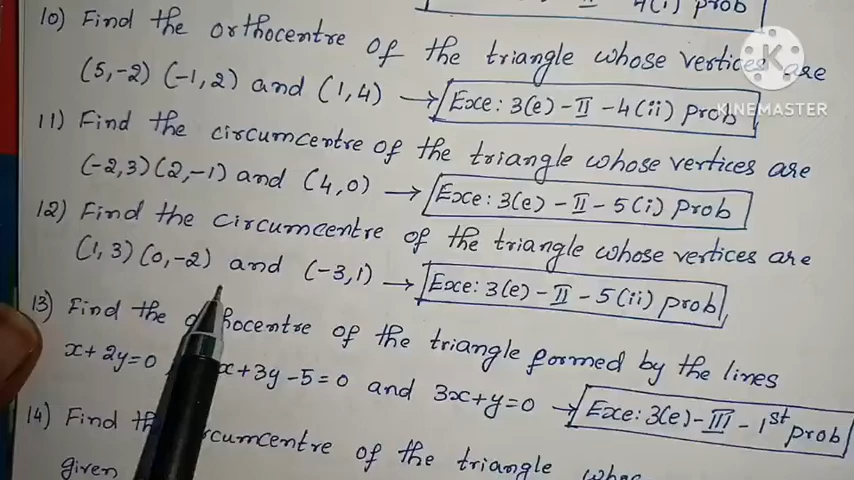 4(i) prob
10) Find the orthocentre of the triangle whose vertices are
(5,-2) (-1,2) and (1,4) → Exe: 3(e) - II - 4(ii) prob
KINEMASTER
11) Find the circumcentre of the triangle whose vertices are
(-2,3) (2,-1) and (4,0) → Exe: 3(e) - II - 5(i) prob
12) Find the circumcentre of the triangle whose vertices are
(1,3) (0,-2) and (-3,1) → Exe: 3(e) - II - 5(ii) prob
13) Find the hocentre of the triangle formed by the lines
x+2y=0 x+3y-5=0 and 3x+y=0 → Exe: 3(e) - III - 1st prob
14) Find th rcumcentre of the triangle
given